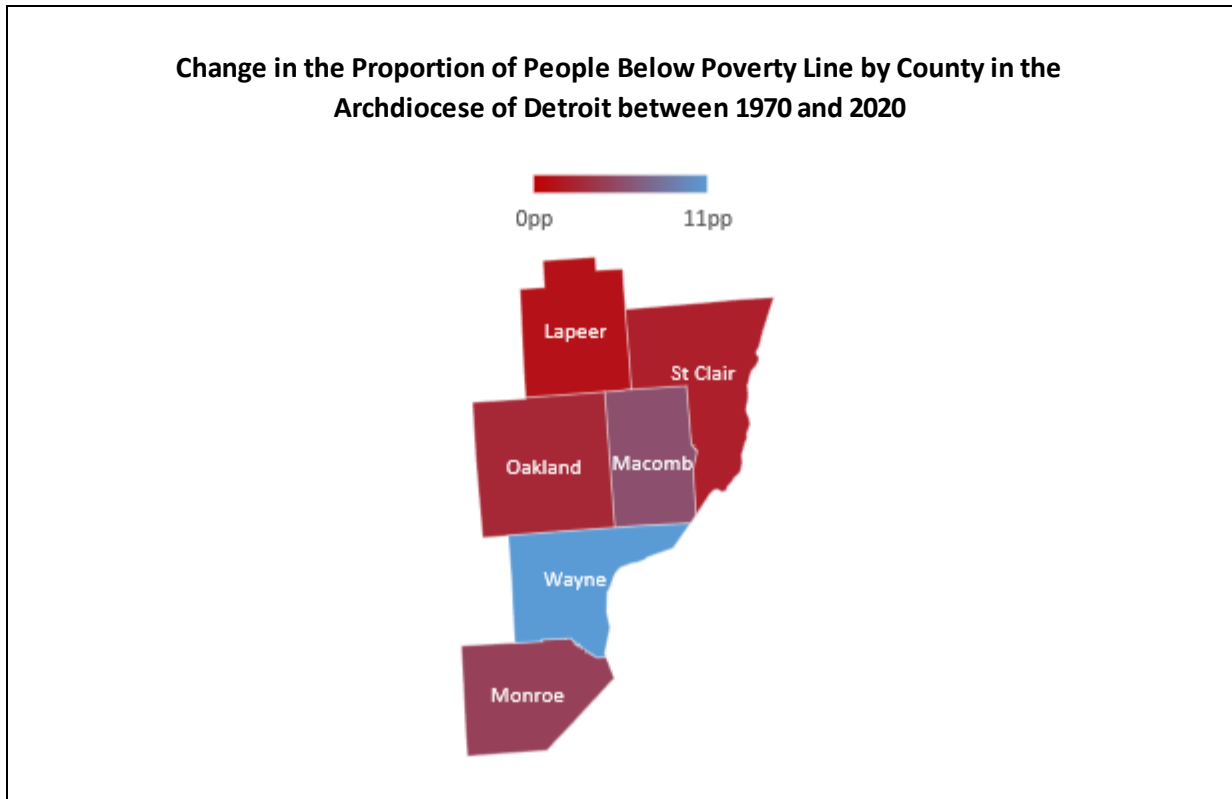 Change in the Proportion of People Below Poverty Line by County in the
Archdiocese of Detroit between 1970 and 2020
0pp 11pp
Lapeer
St Clair
Oakland
Macomb
Wayne
Monroe